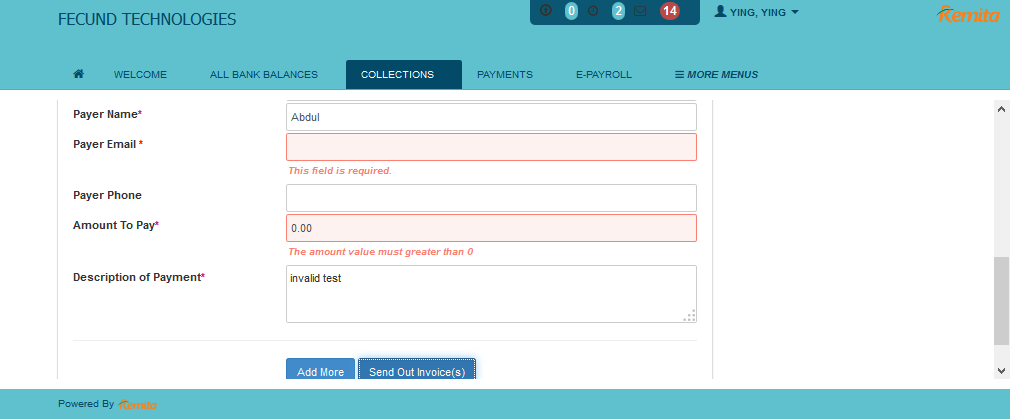 FECUND TECHNOLOGIES
0
2
14
YING, YING
Remita
WELCOME
ALL BANK BALANCES
COLLECTIONS
PAYMENTS
E-PAYROLL
MORE MENUS
Payer Name*
Abdul
Payer Email *
This field is required.
Payer Phone
Amount To Pay*
0.00
The amount value must greater than 0
Description of Payment*
invalid test
Add More
Send Out Invoice(s)
Powered By Remita